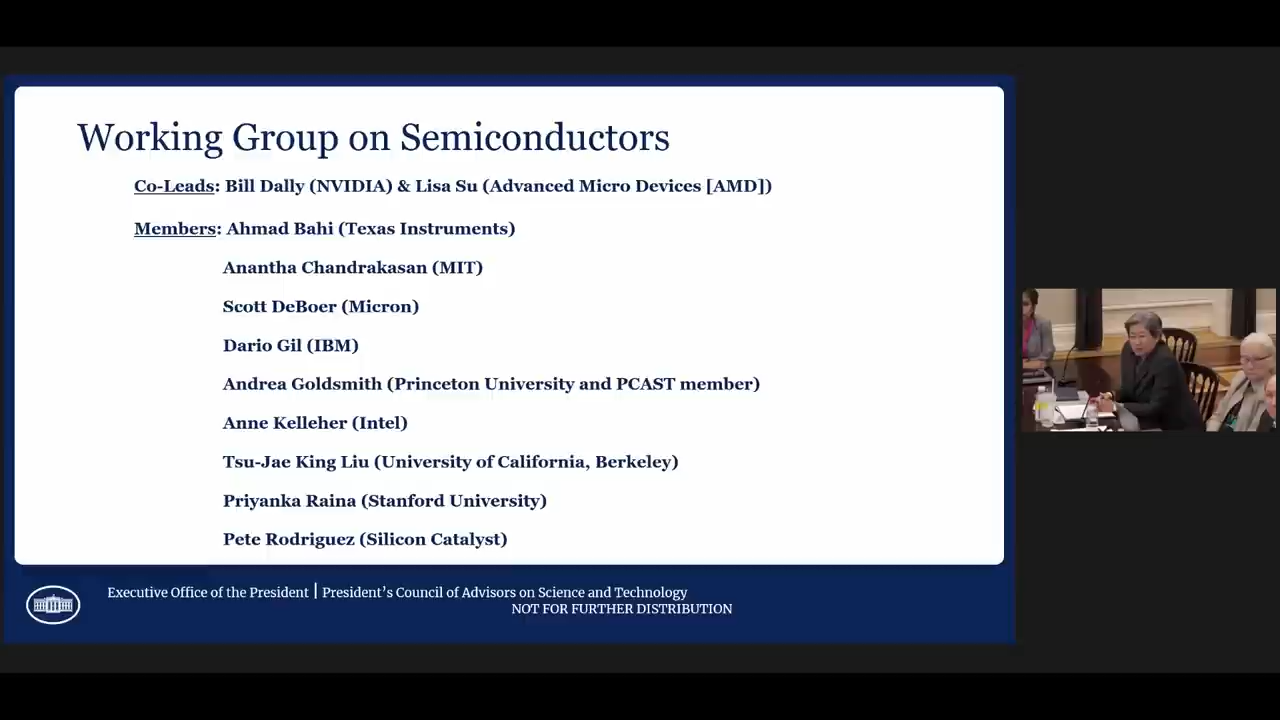 Working Group on Semiconductors
Co-Leads: Bill Dally (NVIDIA) & Lisa Su (Advanced Micro Devices [AMD])
Members: Ahmad Bahi (Texas Instruments)
Anantha Chandrakasan (MIT)
Scott DeBoer (Micron)
Dario Gil (IBM)
Andrea Goldsmith (Princeton University and PCAST member)
Anne Kelleher (Intel)
Tsu-Jae King Liu (University of California, Berkeley)
Priyanka Raina (Stanford University)
Pete Rodriguez (Silicon Catalyst)
Executive Office of the President | President’s Council of Advisors on Science and Technology
NOT FOR FURTHER DISTRIBUTION